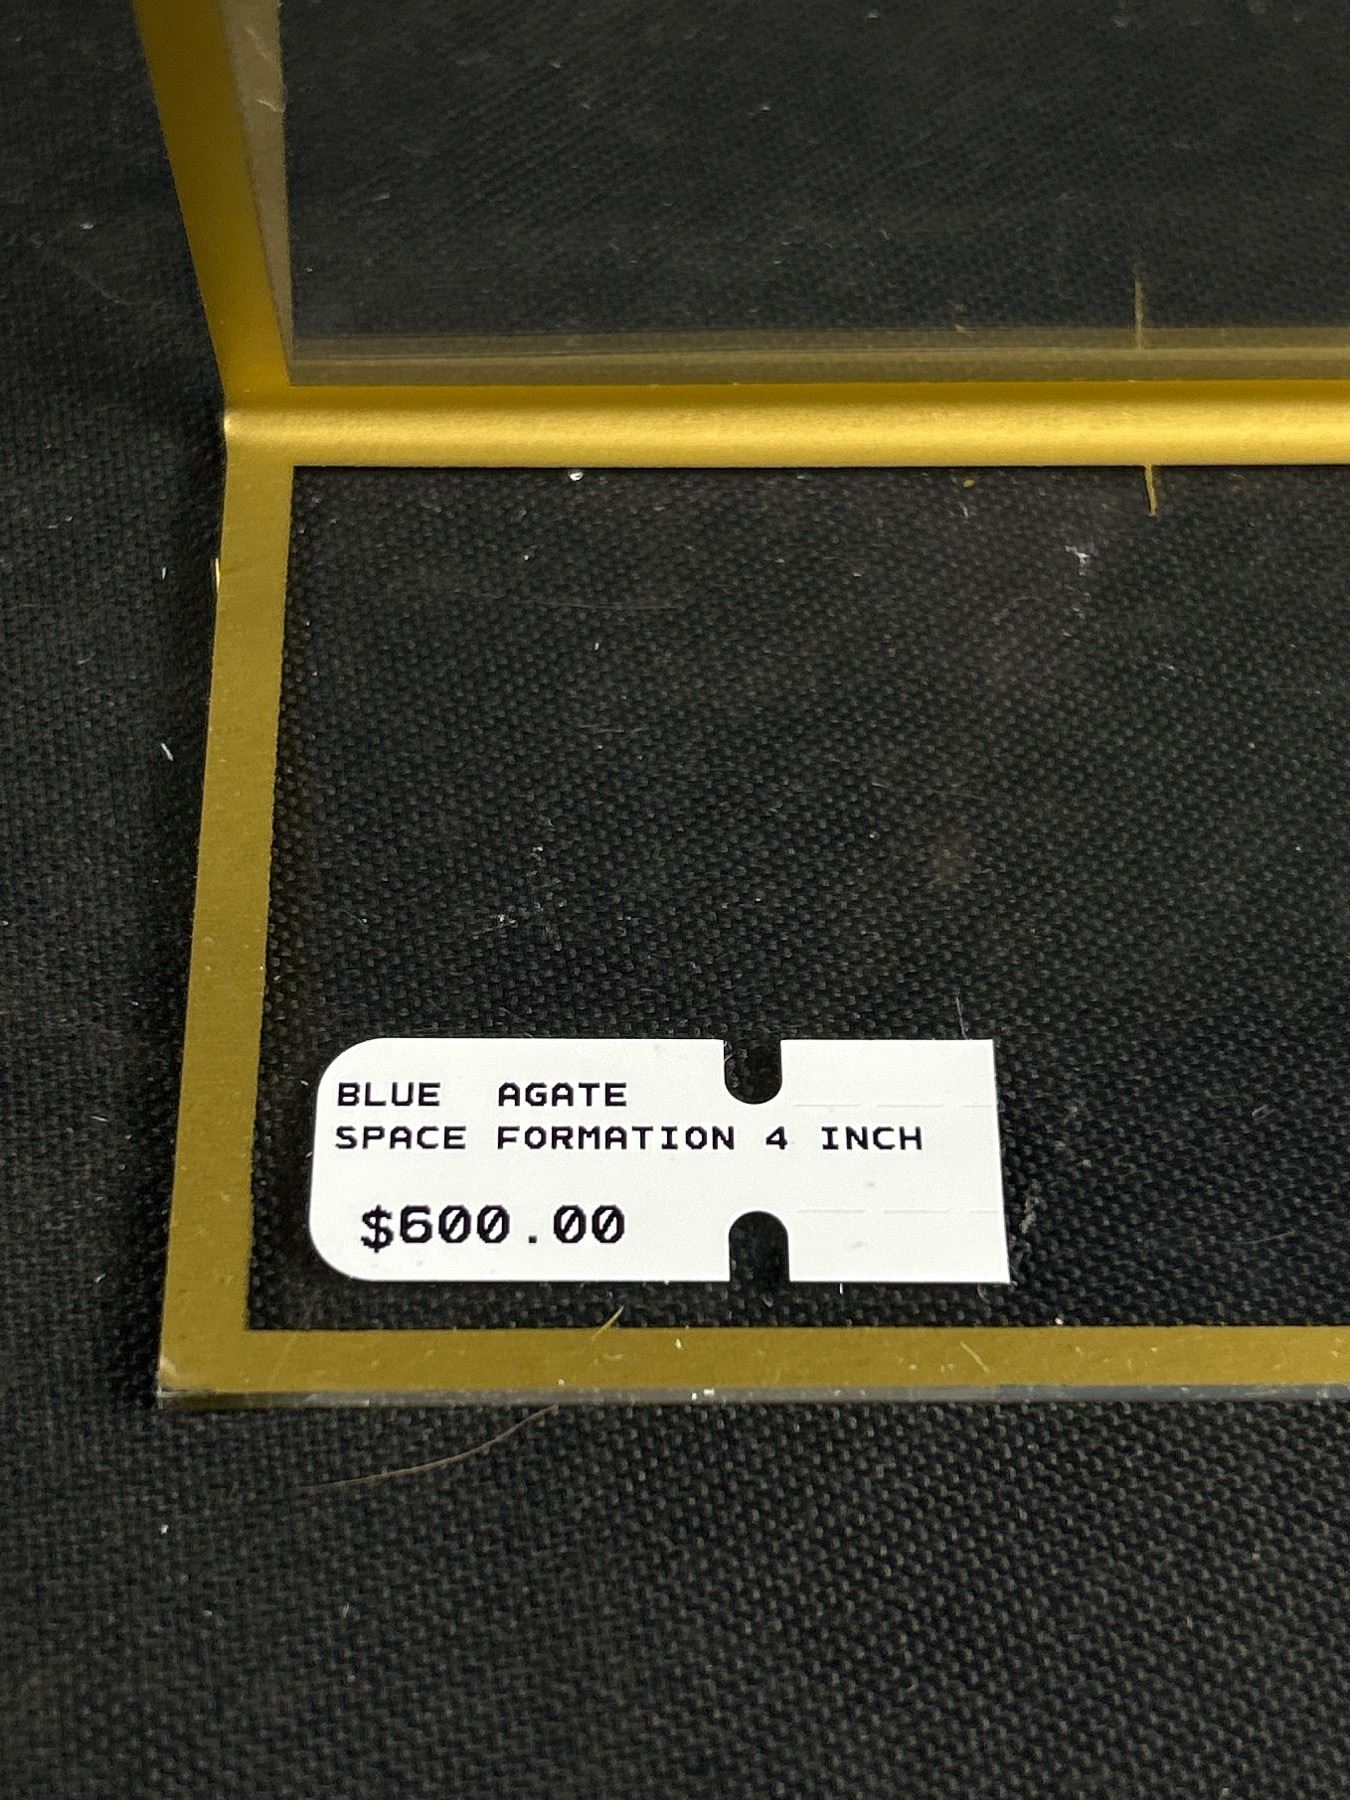 BLUE AGATE
SPACE FORMATION 4 INCH
$600.00